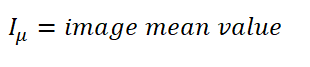 I_μ = image mean value